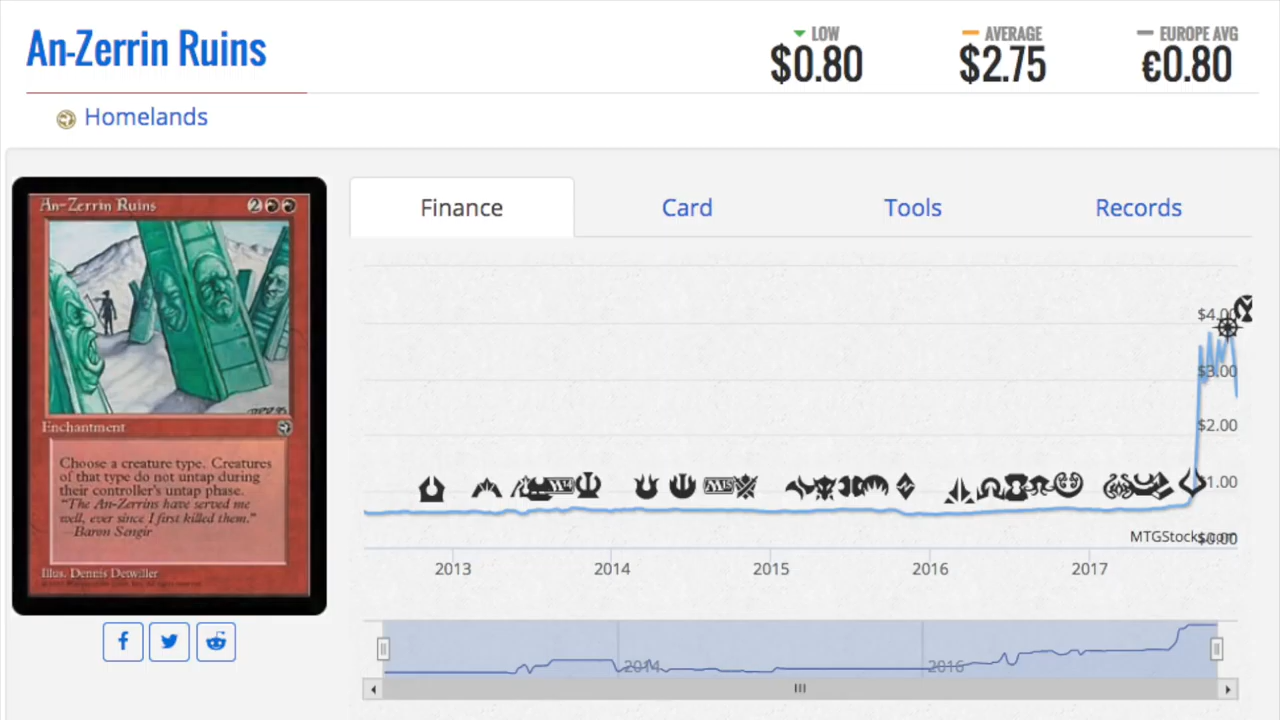 An-Zerrin Ruins
LOW
$0.80
AVERAGE
$2.75
EUROPE AVG
€0.80
Homelands
An-Zerrin Ruins 2
Enchantment
Choose a creature type. Creatures
of that type do not untap during
their controller's untap phase.
"The An-Zerrins have served me
well, ever since I first killed them."
—Baron Sengir
Illus. Dennis Detwiller
Finance
Card
Tools
Records
$4.00
$3.00
$2.00
$1.00
$0.00
M14
M15
MTGStocks.com
2013
2014
2015
2016
2017
2014
2016